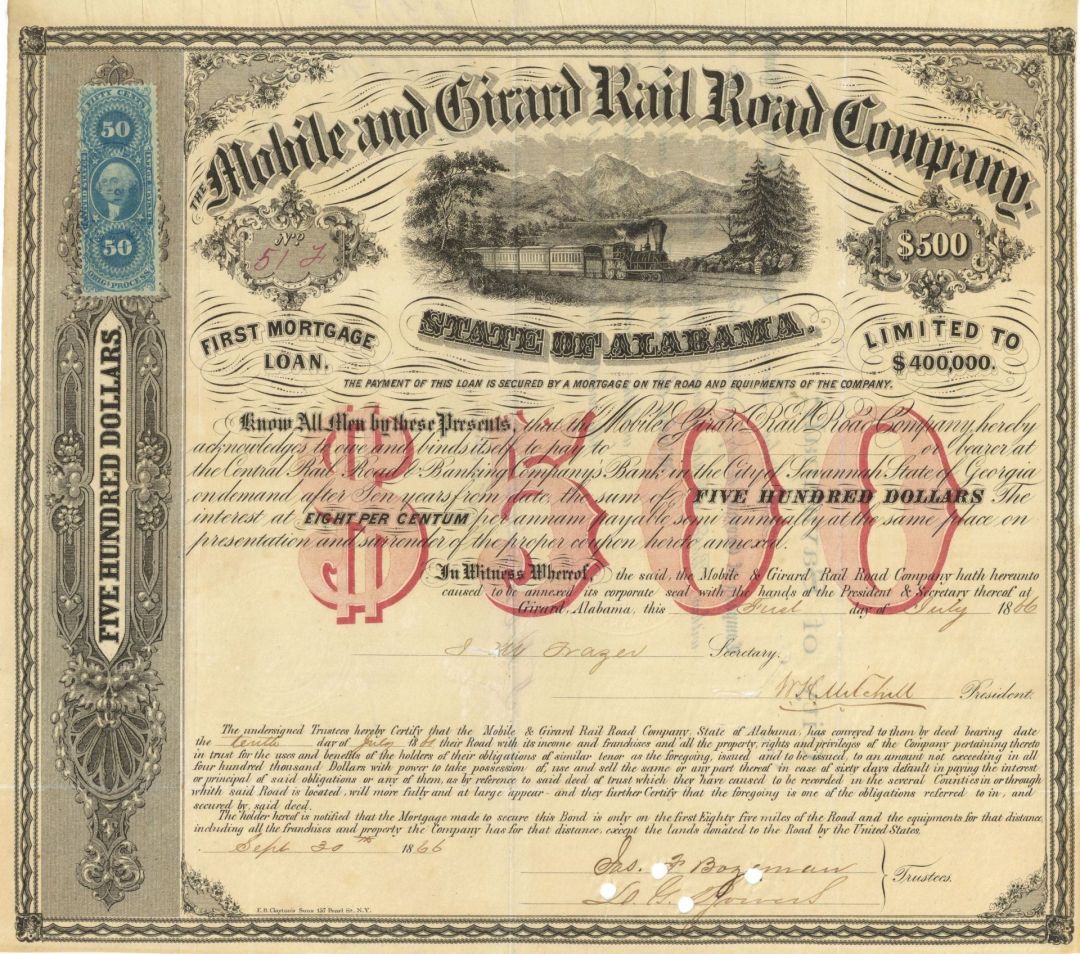 FIFTY CENTS
50
50
ORIG. PROCESS
FIVE HUNDRED DOLLARS.
THE Mobile and Girard Rail Road Company.
No
51
$500
FIRST MORTGAGE LOAN.
STATE OF ALABAMA.
LIMITED TO $400,000.
THE PAYMENT OF THIS LOAN IS SECURED BY A MORTGAGE ON THE ROAD AND EQUIPMENTS OF THE COMPANY.
$500
Know All Men by these Presents, that the Mobile & Girard Rail Road Company hereby
acknowledges to owe and binds itself to pay to or bearer at
the Central Rail Road & Banking Company's Bank in the City of Savannah State of Georgia
on demand after Ten years from date, the sum of FIVE HUNDRED DOLLARS The
interest at EIGHT PER CENTUM per annam payable semi annually at the same place on
presentation and surrender of the proper coupon hereto annexed.
In Witness Whereof, the said, the Mobile & Girard Rail Road Company hath hereunto
caused to be annexed its corporate seal with the hands of the President & Secretary thereof at
Girard, Alabama, this First day of July 1866
Frazer Secretary.
Mitchell President.
The undersigned Trustees hereby Certify that the Mobile & Girard Rail Road Company, State of Alabama, has conveyed to them by deed bearing date
the tenth day of July 186 their Road with its income and franchises and all the property, rights and privileges of the Company pertaining thereto
in trust for the uses and benefits of the holders of their obligations of similar tenor as the foregoing, issued and to be issued, to an amount not exceeding in all
four hundred thousand Dollars with power to take possession of, use and sell the same or any part thereof in case of sixty days default in paying the interest
or principal of said obligations or any of them, as by reference to said deed of trust which they have caused to be recorded in the several Counties in or through
which said Road is located, will more fully and at large appear - and they further Certify that the foregoing is one of the obligations referred to in, and
secured by, said deed.
The holder hereof is notified that the Mortgage made to secure this Bond is only on the first Eighty five miles of the Road and the equipments for that distance
including all the franchises and property the Company has for that distance, except the lands donated to the Road by the United States.
Sept 20th 1866
Jas. F Bozeman
Trustees.
E.B. Clayton's Sons 157 Pearl St. N.Y.